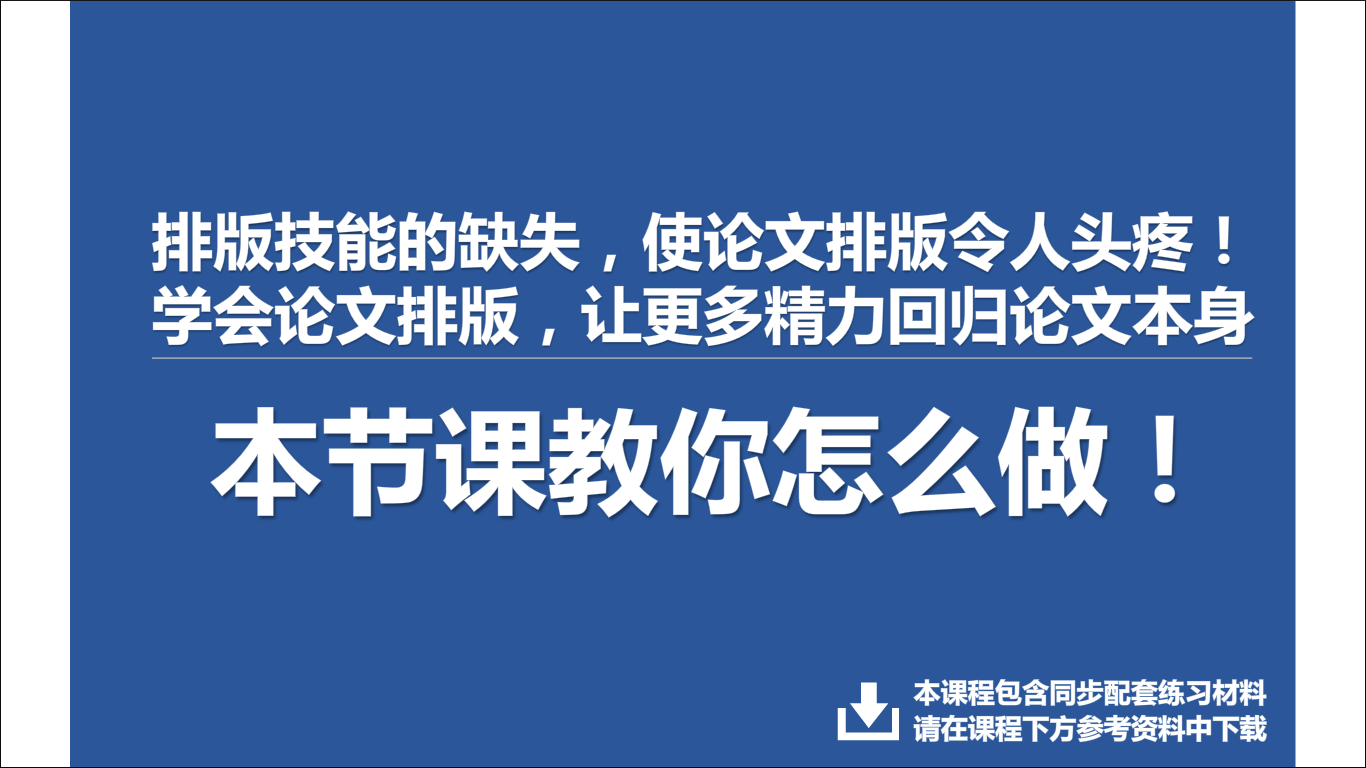 排版技能的缺失，使论文排版令人头疼！
学会论文排版，让更多精力回归论文本身
本节课教你怎么做！
本课程包含同步配套练习材料
请在课程下方参考资料中下载